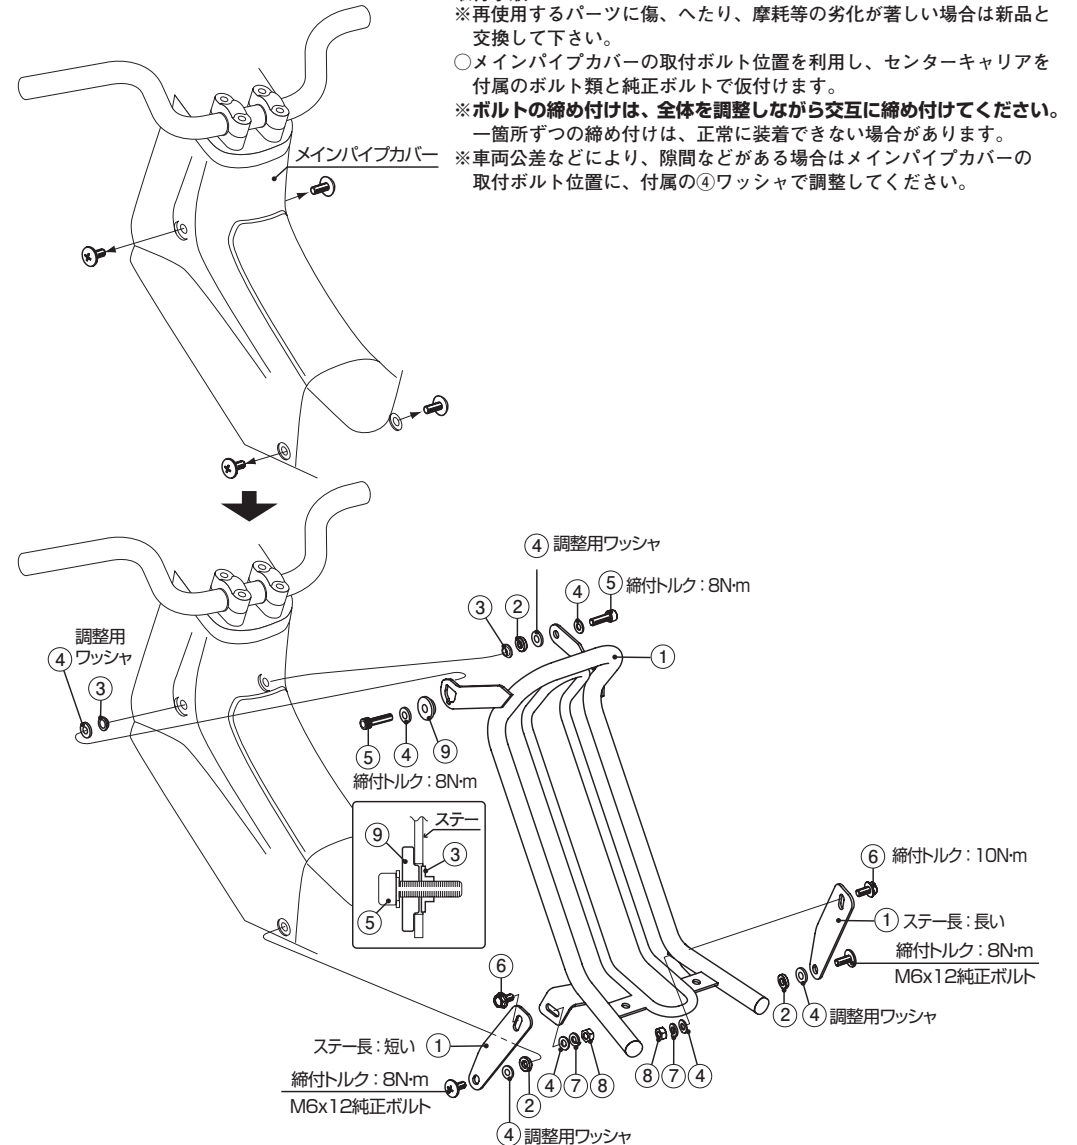 ※再使用するパーツに傷、へたり、摩耗等の劣化が著しい場合は新品と
交換して下さい。
○メインパイプカバーの取付ボルト位置を利用し、センターキャリアを
付属のボルト類と純正ボルトで仮付けます。
※ボルトの締め付けは、全体を調整しながら交互に締め付けてください。
一箇所ずつの締め付けは、正常に装着できない場合があります。
※車両公差などにより、隙間などがある場合はメインパイプカバーの
取付ボルト位置に、付属の④ワッシャで調整してください。
メインパイプカバー
④ 調整用ワッシャ
③
②
④
⑤ 締付トルク：8N・m
①
調整用
ワッシャ
④
③
⑤
④
⑨
締付トルク：8N・m
ステー
⑨
③
⑤
⑥ 締付トルク：10N・m
① ステー長：長い
締付トルク：8N・m
M6x12純正ボルト
②
④ 調整用ワッシャ
⑥
ステー長：短い ①
締付トルク：8N・m
M6x12純正ボルト
④
⑦
⑧
⑧
⑦
④
②
④ 調整用ワッシャ